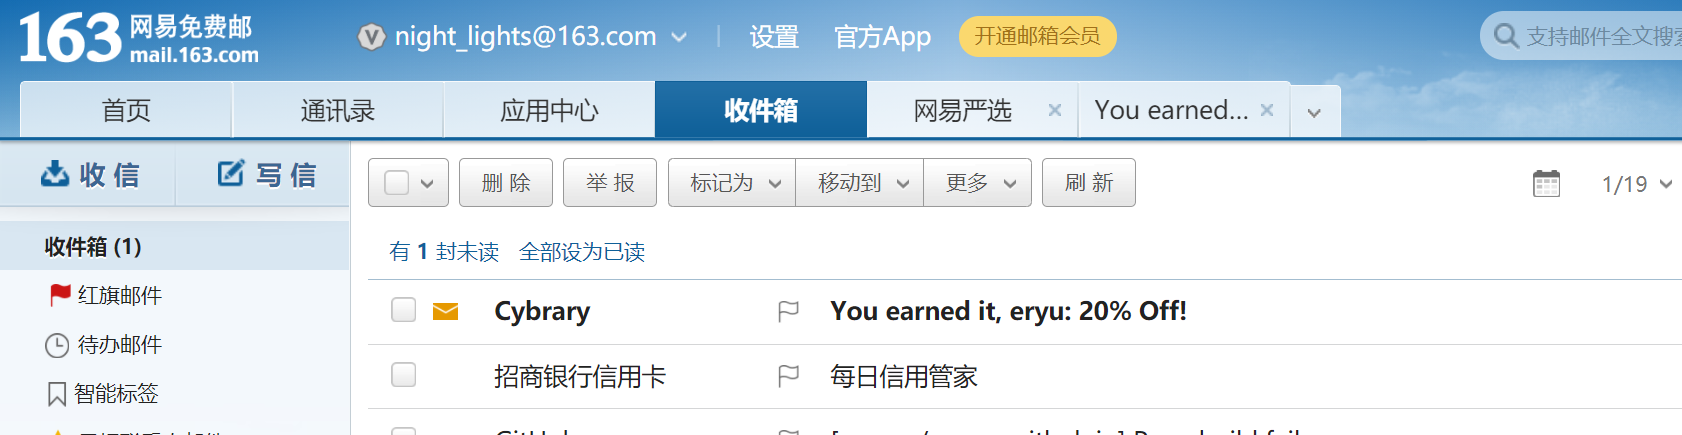 163 网易免费邮
mail.163.com
night_lights@163.com 设置 官方App 开通邮箱会员 支持邮件全文搜索
首页 通讯录 应用中心 收件箱 网易严选 You earned...
收信 写信
删除 举报 标记为 移动到 更多 刷新 1/19
收件箱 (1)
有 1 封未读 全部设为已读
红旗邮件
Cybrary You earned it, eryu: 20% Off!
待办邮件
招商银行信用卡 每日信用管家
智能标签